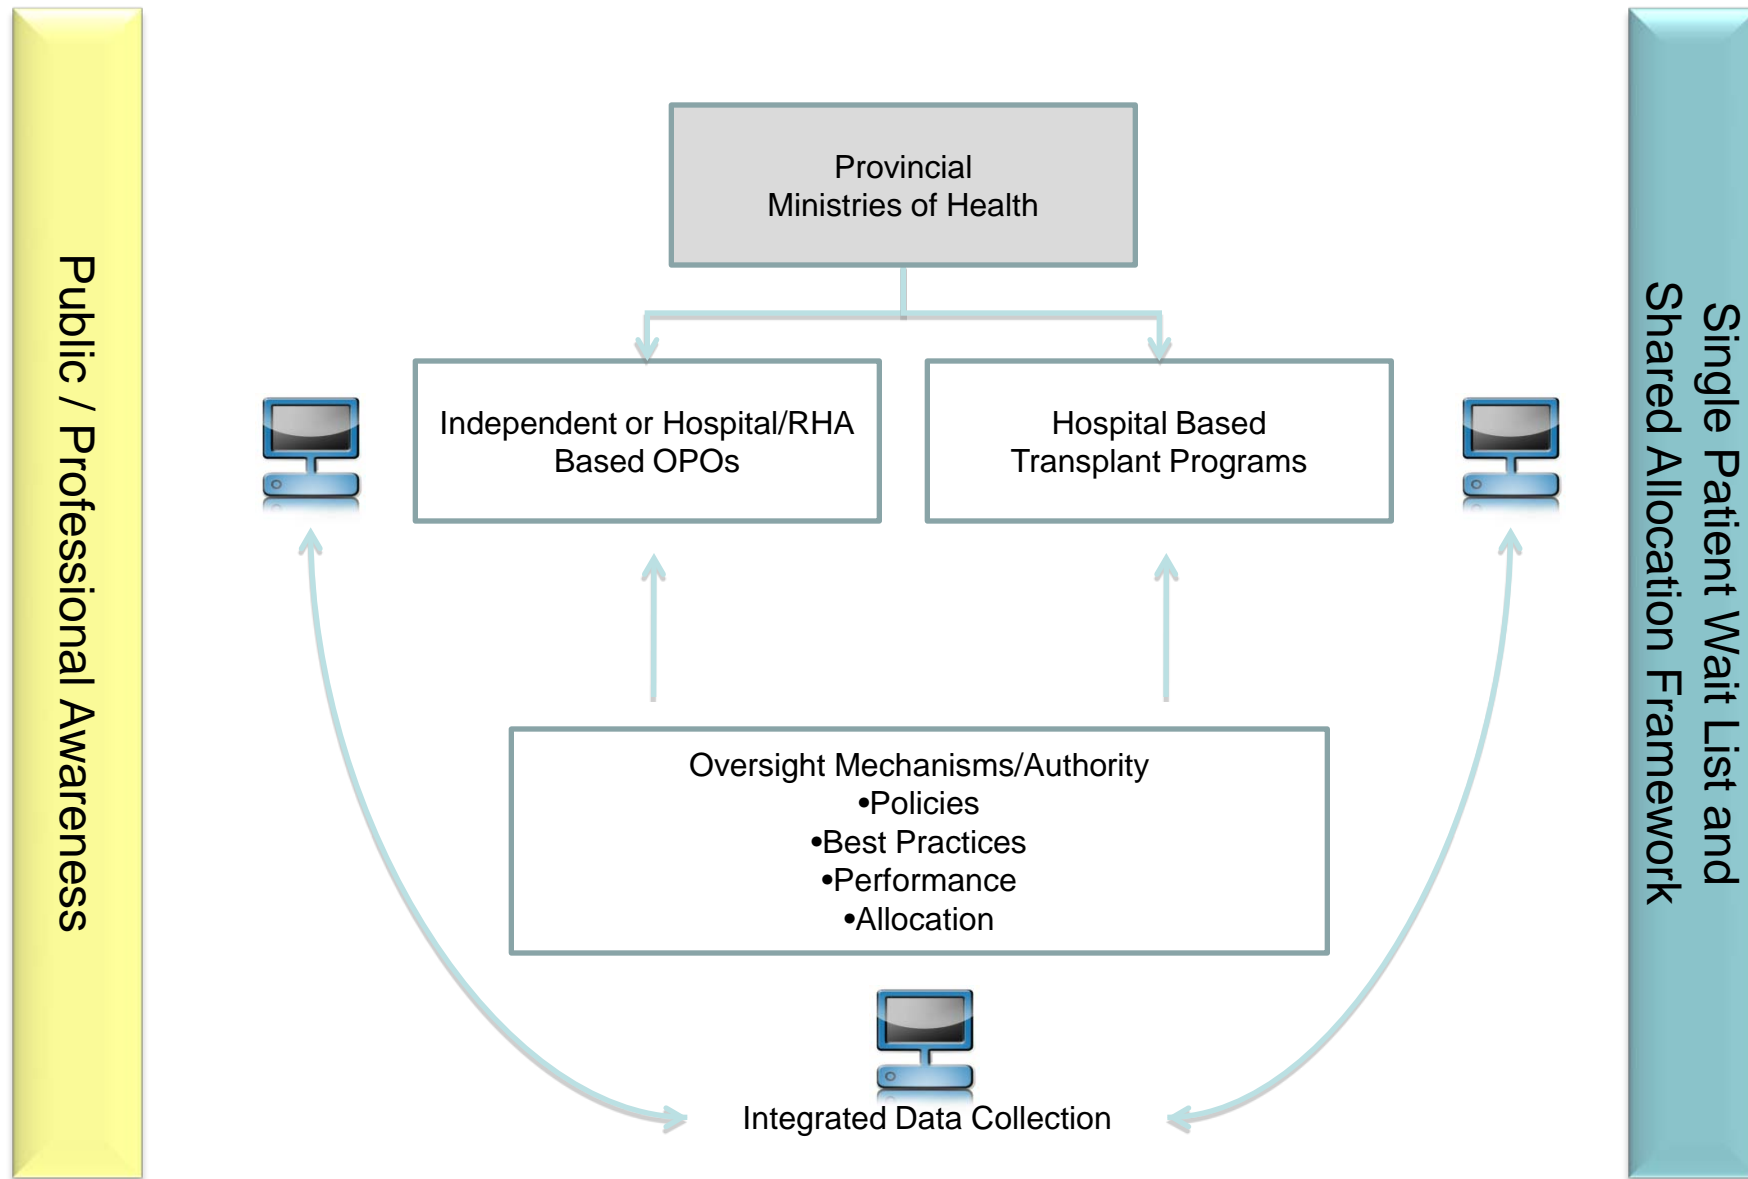 Public / Professional Awareness
Provincial
Ministries of Health
Independent or Hospital/RHA
Based OPOs
Hospital Based
Transplant Programs
Oversight Mechanisms/Authority
•Policies
•Best Practices
•Performance
•Allocation
Integrated Data Collection
Single Patient Wait List and
Shared Allocation Framework